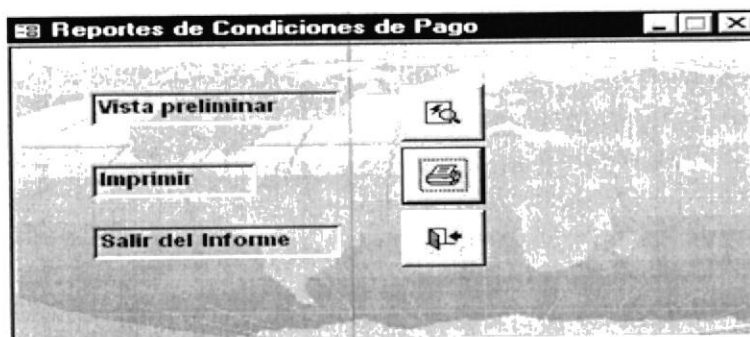 Reportes de Condiciones de Pago
Vista preliminar
Imprimir
Salir del Informe